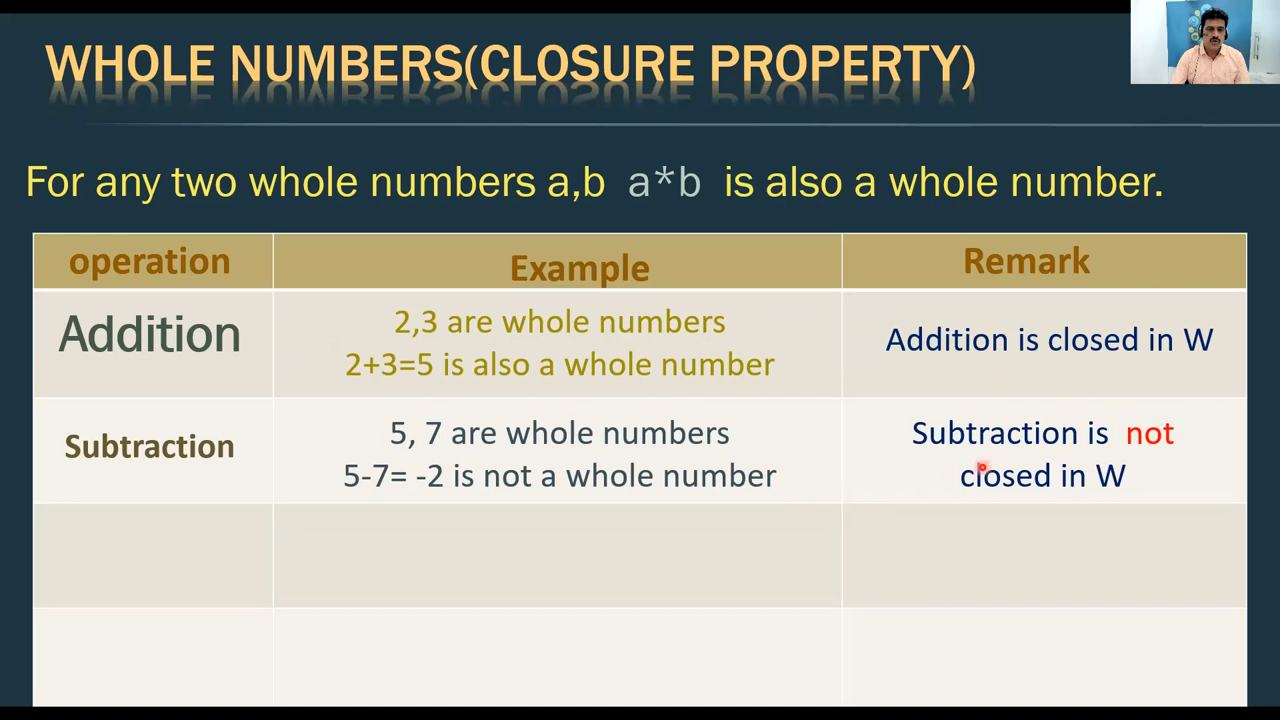 WHOLE NUMBERS(CLOSURE PROPERTY)
For any two whole numbers a,b a*b is also a whole number.
operation Example Remark
Addition
2,3 are whole numbers
2+3=5 is also a whole number
Addition is closed in W
Subtraction
5, 7 are whole numbers
5-7= -2 is not a whole number
Subtraction is not
closed in W